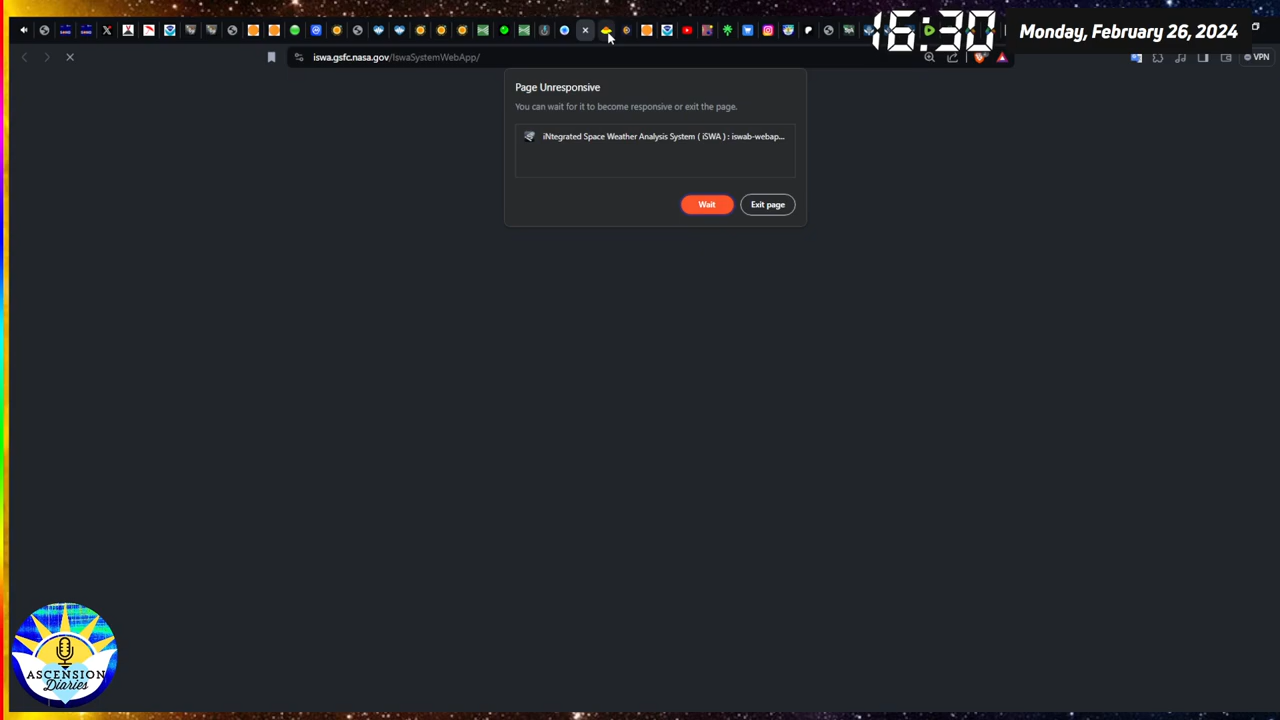 16:30
Monday, February 26, 2024
iswa.gsfc.nasa.gov/IswaSystemWebApp/
VPN
Page Unresponsive
You can wait for it to become responsive or exit the page.
iNtegrated Space Weather Analysis System ( iSWA ) : iswab-webap...
Wait
Exit page
ASCENSION
Diaries